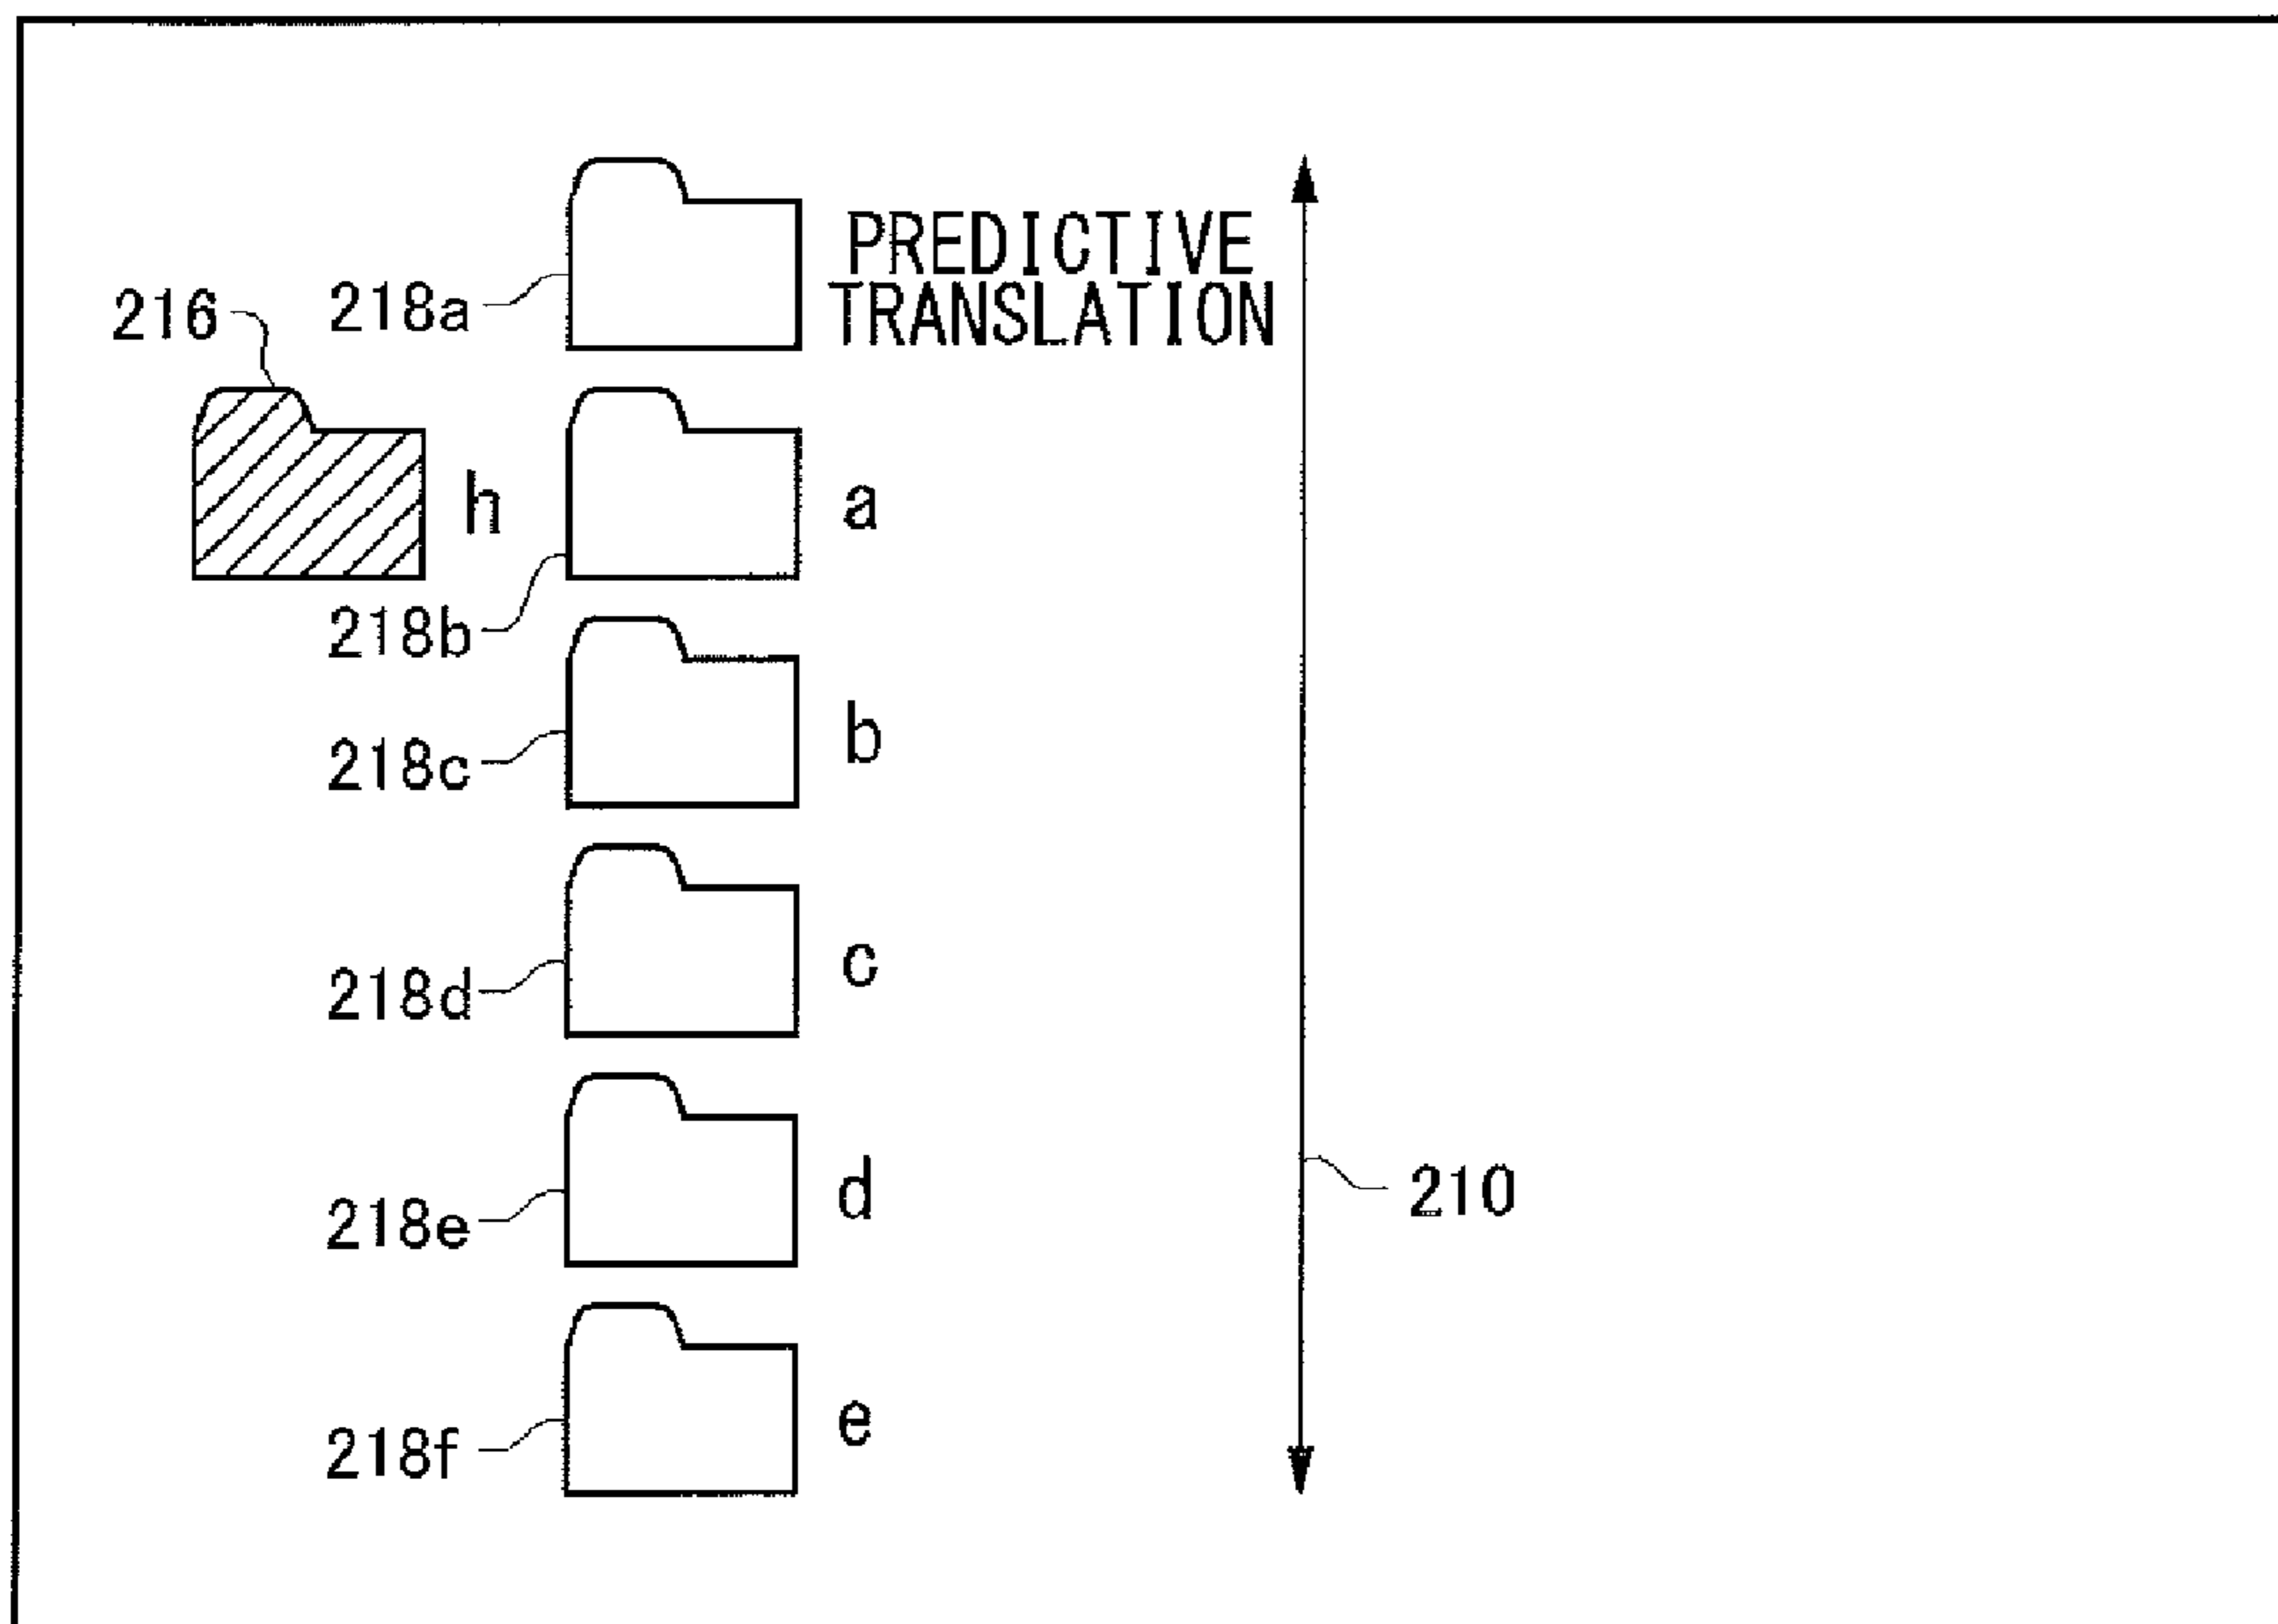 PREDICTIVE
TRANSLATION
218a
216
h
a
218b
b
218c
c
218d
d
218e
210
e
218f